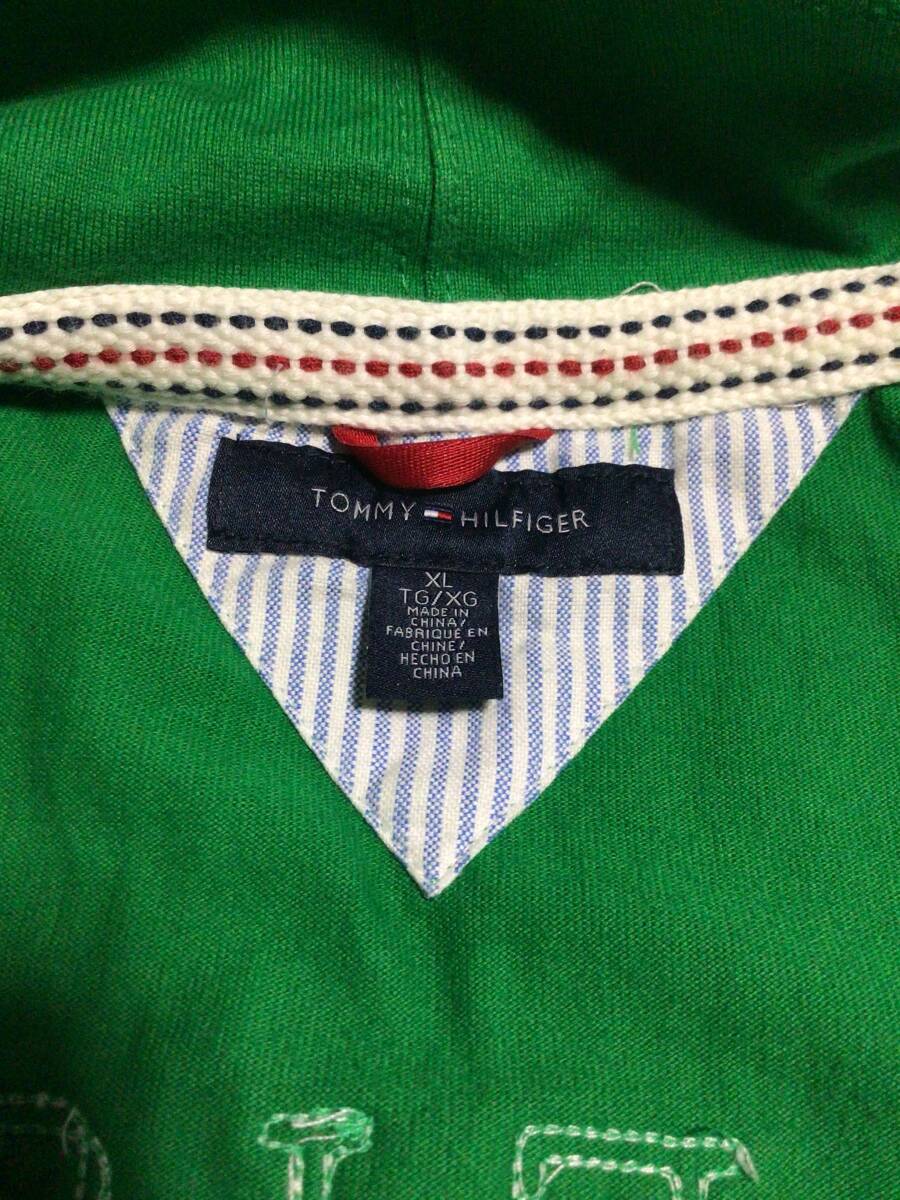 TOMMY HILFIGER
XL
TG/XG
MADE IN
CHINA/
FABRIQUÉ EN
CHINE/
HECHO EN
CHINA